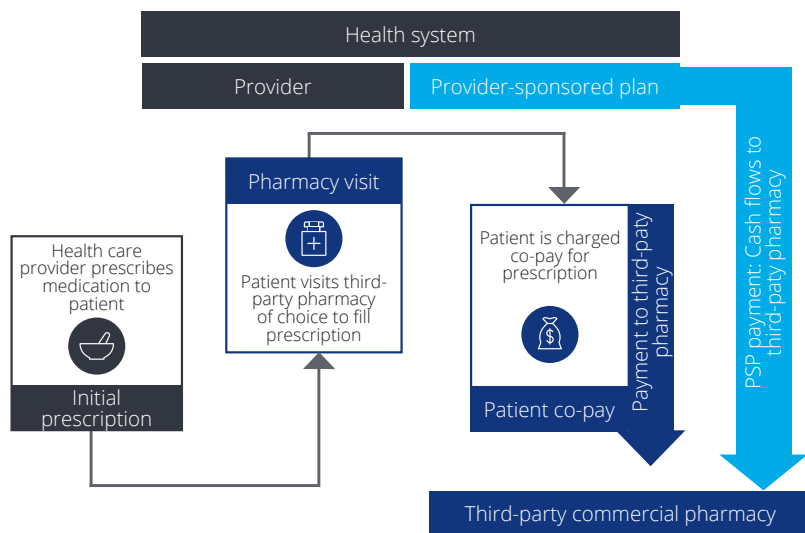 Health system
Provider
Provider-sponsored plan
Health care
provider prescribes
medication to
patient
Initial
prescription
Pharmacy visit
Patient visits third-
party pharmacy
of choice to fill
prescription
Patient is charged
co-pay for
prescription
$
Patient co-pay
Payment to third-paty
pharmacy
PSP payment: Cash flows to
third-paty pharmacy
Third-party commercial pharmacy